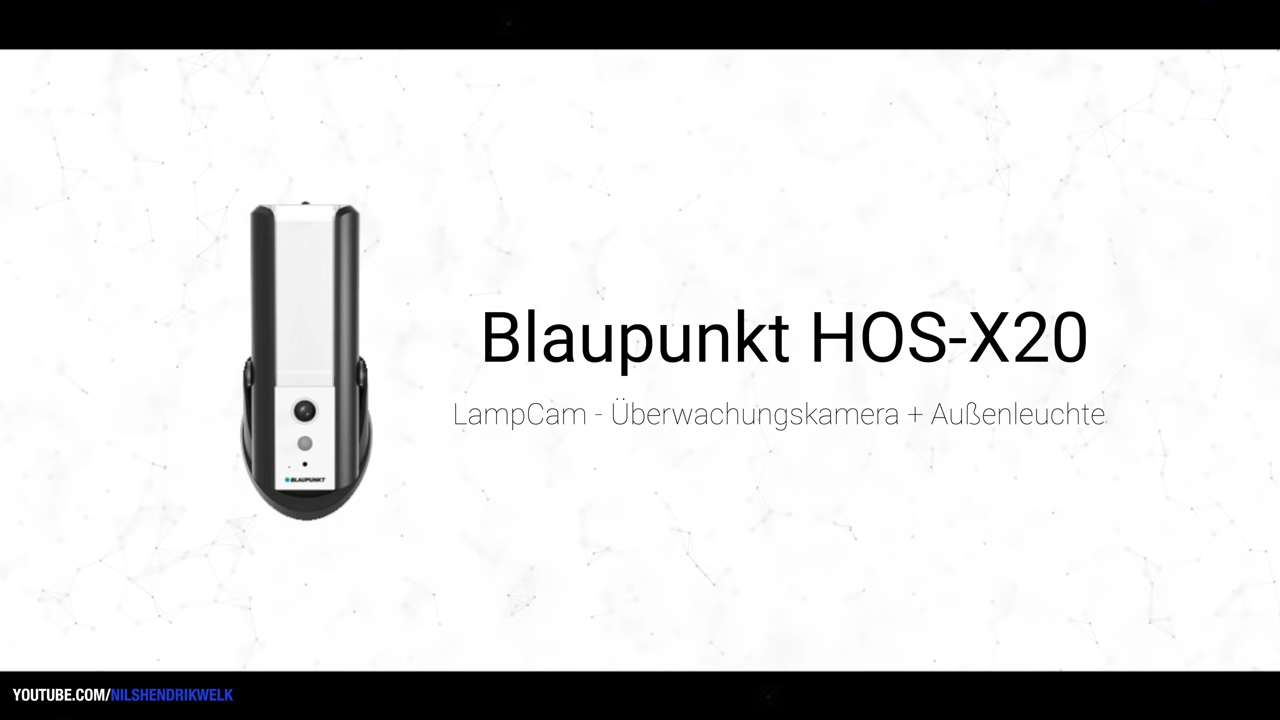 Blaupunkt HOS-X20
LampCam - Überwachungskamera + Außenleuchte
BLAUPUNKT
YOUTUBE.COM/NILSHENDRIKWELK